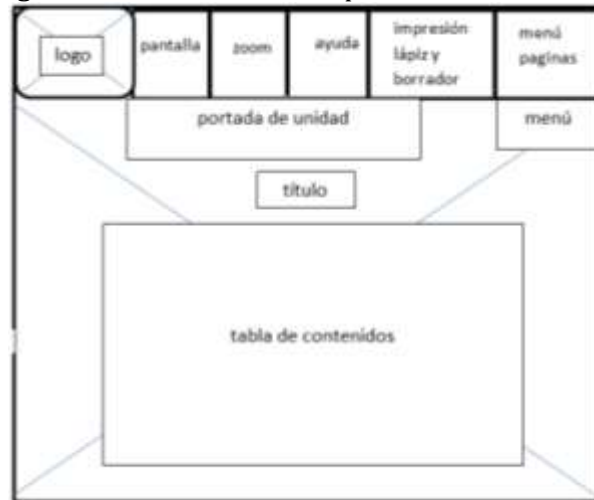 logo
pantalla
zoom
ayuda
impresión
lápiz y
borrador
menú
paginas
portada de unidad
menú
título
tabla de contenidos